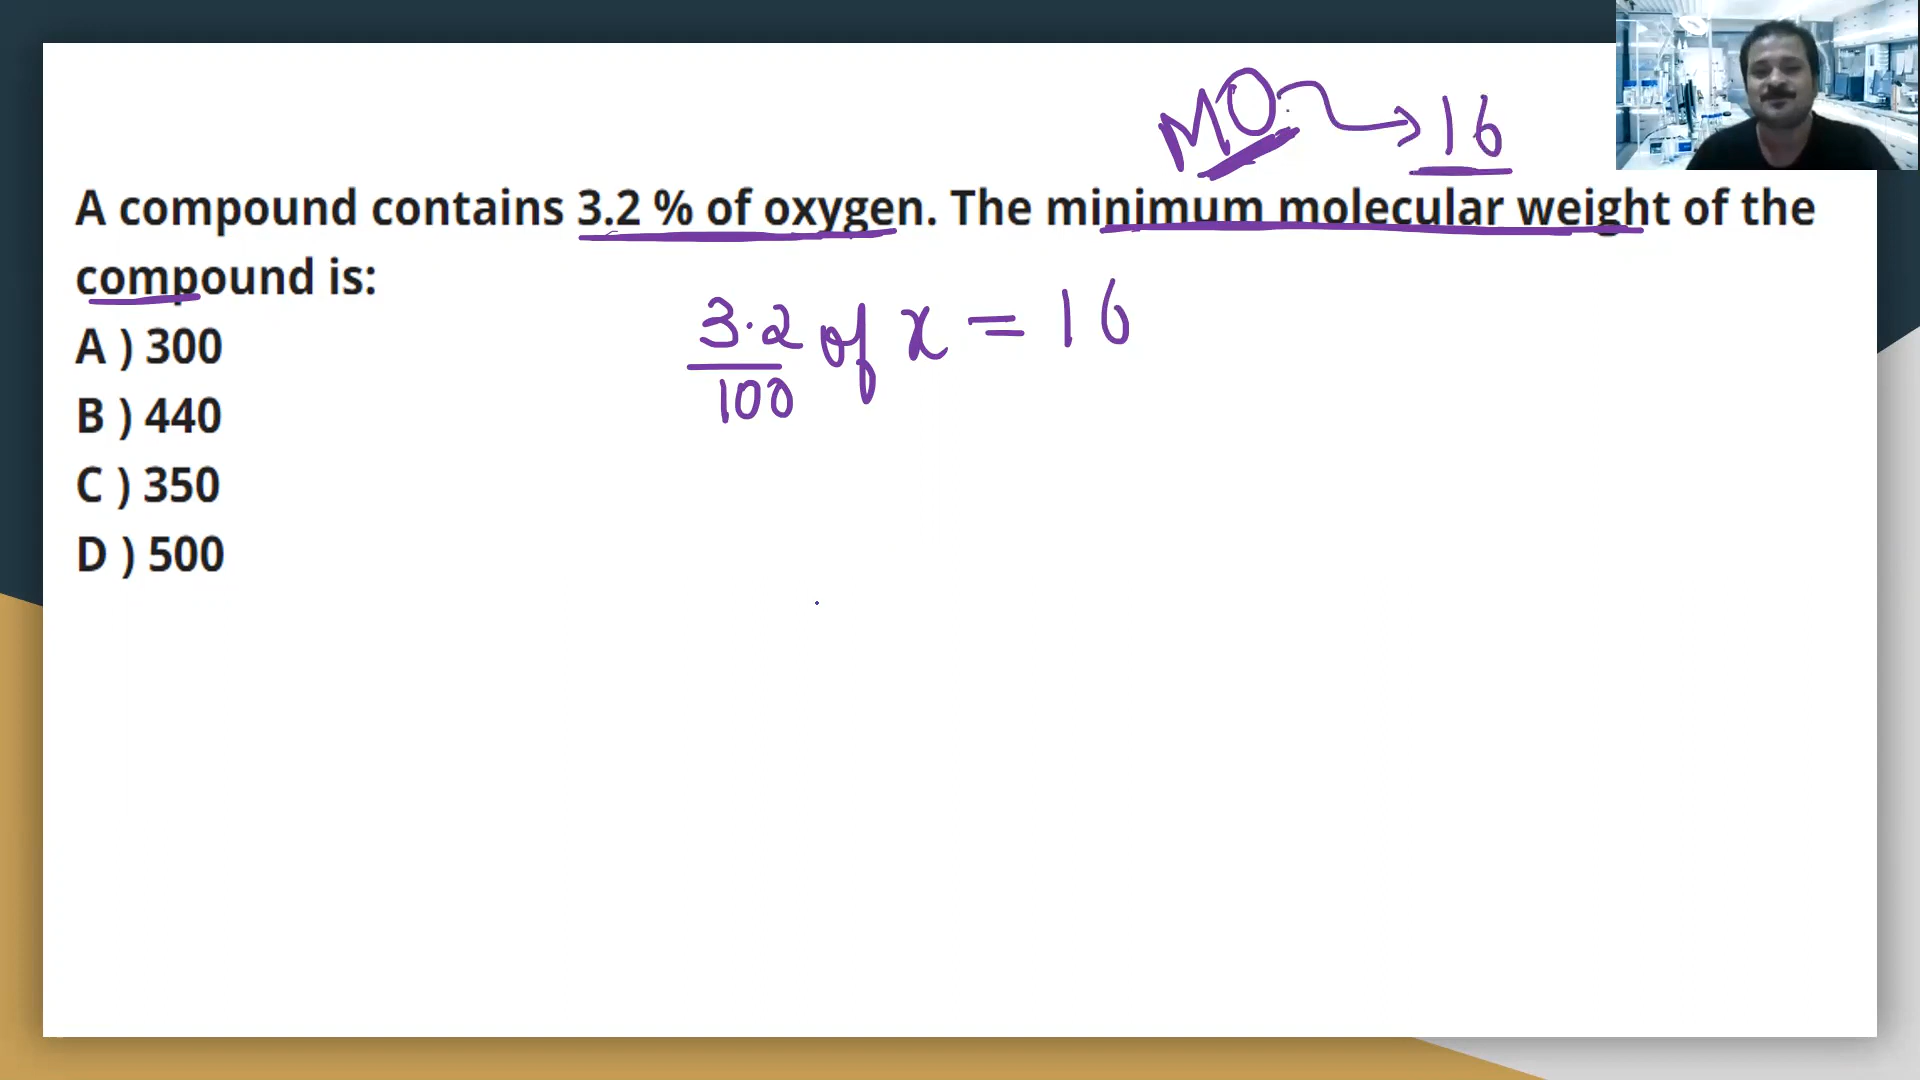 MO → 16
A compound contains 3.2 % of oxygen. The minimum molecular weight of the
compound is:
3.2/100 of x = 16
A ) 300
B ) 440
C ) 350
D ) 500